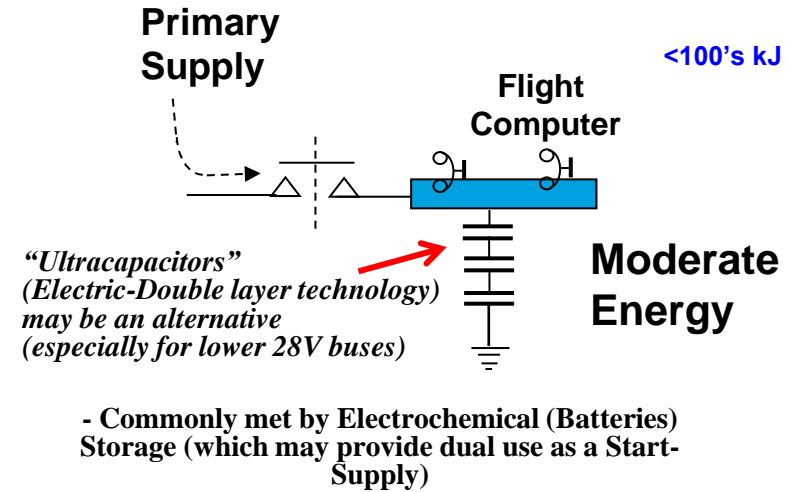 Primary
Supply
<100's kJ
Flight
Computer
“Ultracapacitors”
(Electric-Double layer technology)
may be an alternative
(especially for lower 28V buses)
Moderate
Energy
- Commonly met by Electrochemical (Batteries)
Storage (which may provide dual use as a Start-
Supply)